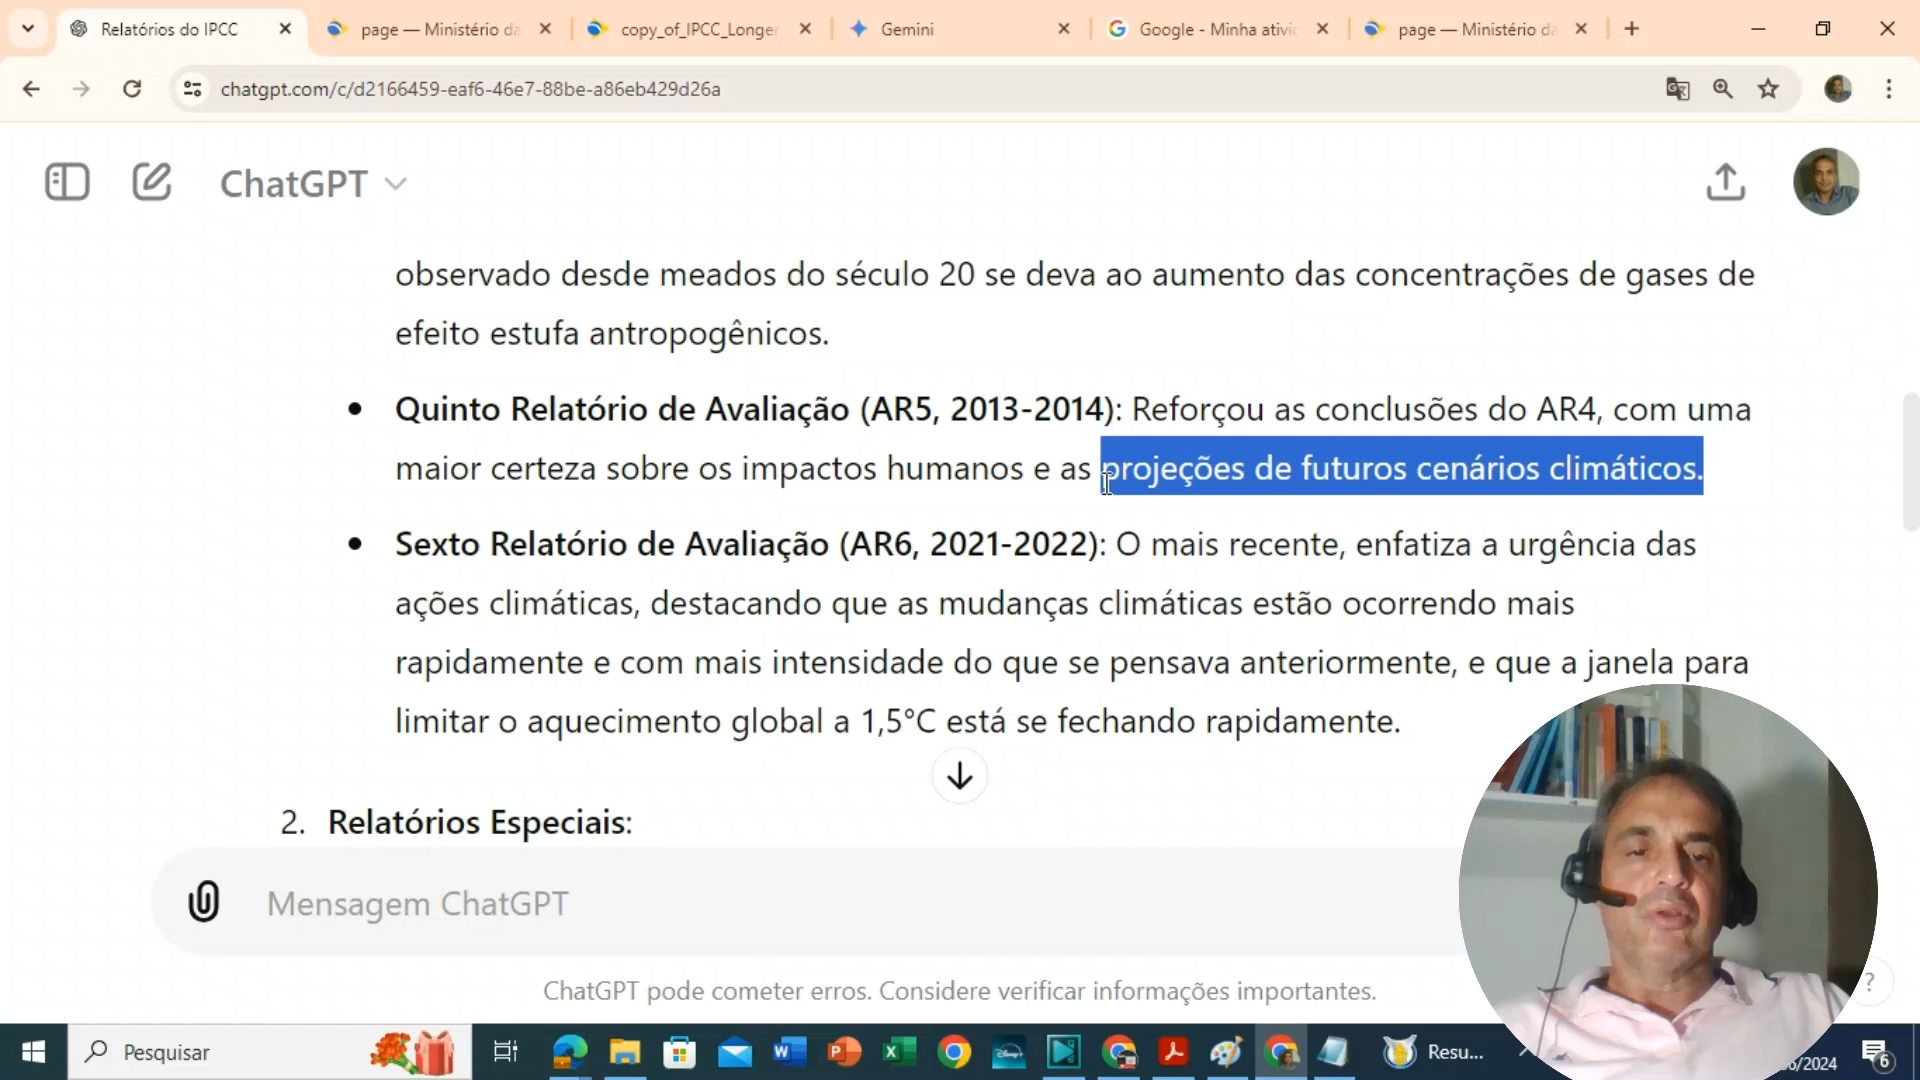 Relatórios do IPCC
page — Ministério da
copy_of_IPCC_Longer
Gemini
Google - Minha ativid
page — Ministério da
chatgpt.com/c/d2166459-eaf6-46e7-88be-a86eb429d26a
ChatGPT
observado desde meados do século 20 se deva ao aumento das concentrações de gases de
efeito estufa antropogênicos.
• Quinto Relatório de Avaliação (AR5, 2013-2014): Reforçou as conclusões do AR4, com uma
maior certeza sobre os impactos humanos e as projeções de futuros cenários climáticos.
• Sexto Relatório de Avaliação (AR6, 2021-2022): O mais recente, enfatiza a urgência das
ações climáticas, destacando que as mudanças climáticas estão ocorrendo mais
rapidamente e com mais intensidade do que se pensava anteriormente, e que a janela para
limitar o aquecimento global a 1,5°C está se fechando rapidamente.
2. Relatórios Especiais:
Mensagem ChatGPT
ChatGPT pode cometer erros. Considere verificar informações importantes.
?
Pesquisar
Resu...
/2024
6